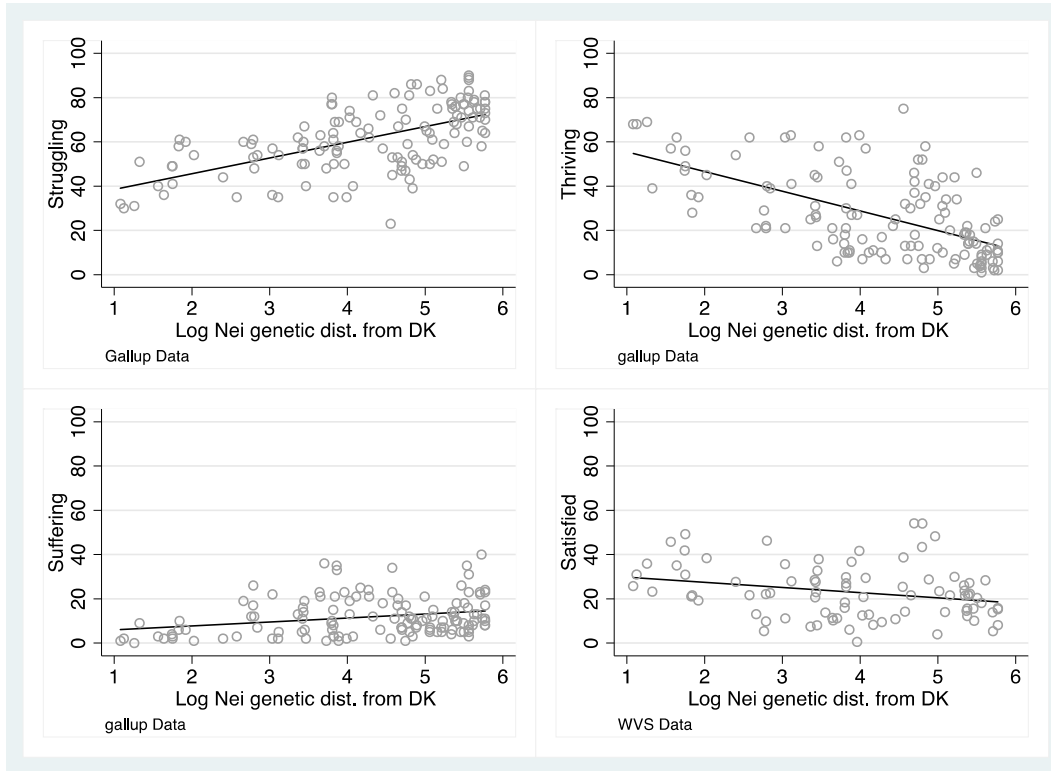 Struggling
0 20 40 60 80 100
1 2 3 4 5 6
Log Nei genetic dist. from DK
Gallup Data
Thriving
0 20 40 60 80 100
1 2 3 4 5 6
Log Nei genetic dist. from DK
gallup Data
Suffering
0 20 40 60 80 100
1 2 3 4 5 6
Log Nei genetic dist. from DK
gallup Data
Satisfied
0 20 40 60 80 100
1 2 3 4 5 6
Log Nei genetic dist. from DK
WVS Data